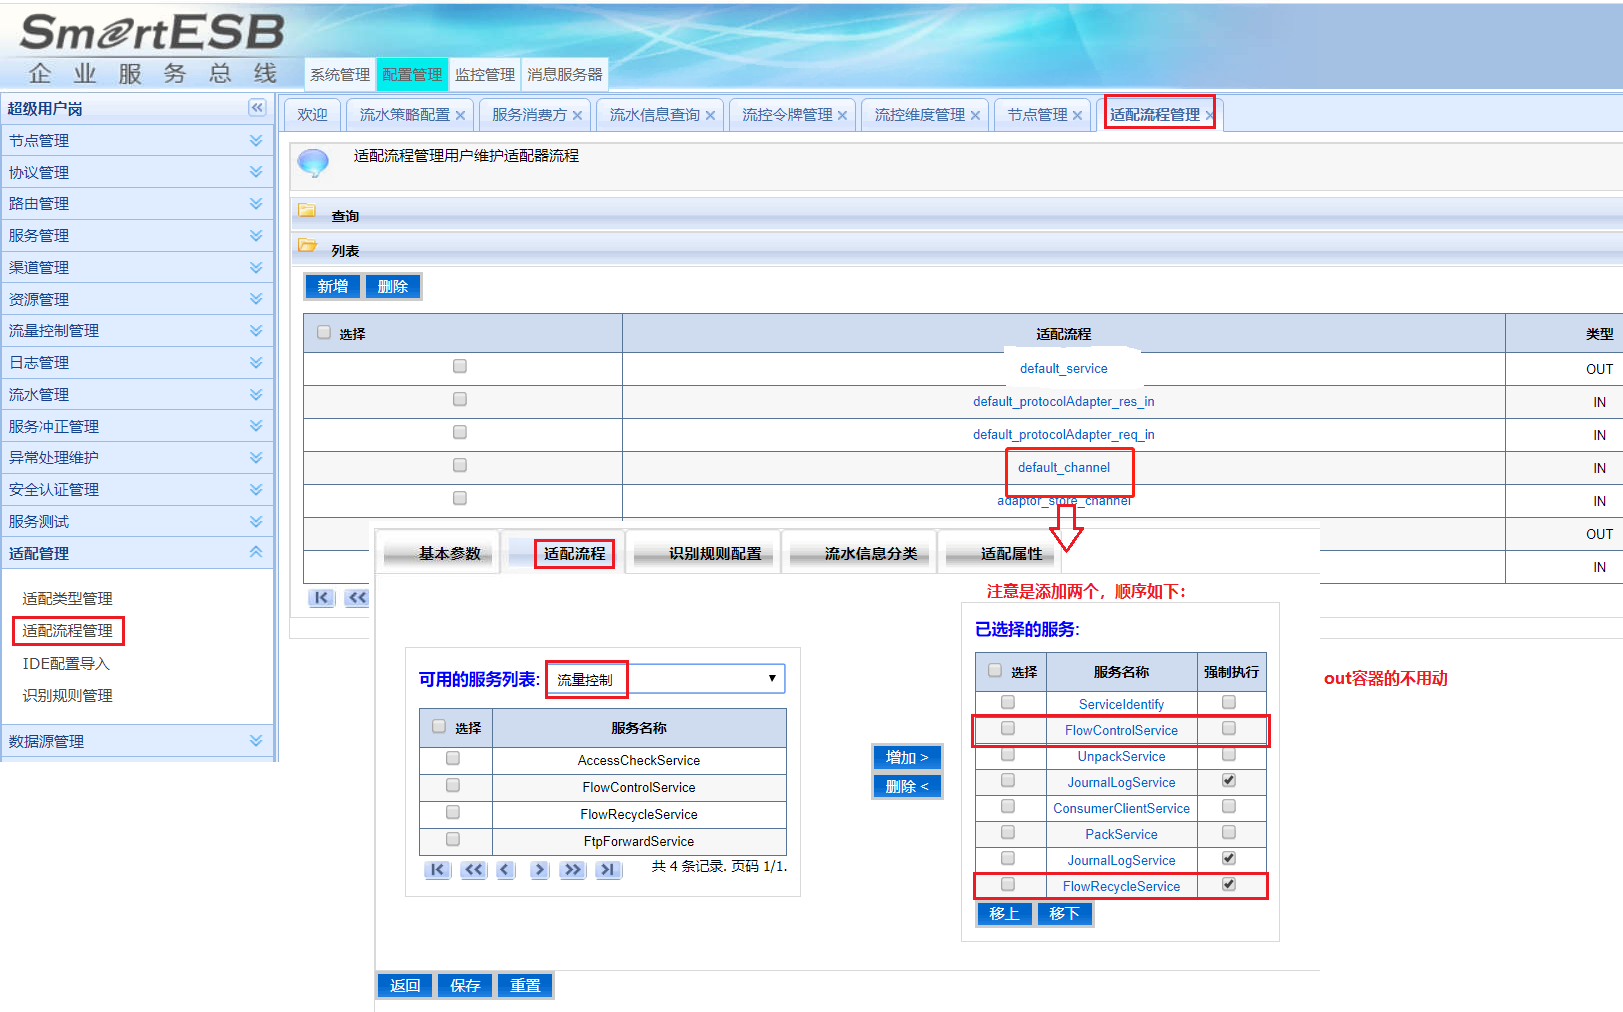 SmartESB
企业服务总线
系统管理 配置管理 监控管理 消息服务器
超级用户岗
欢迎 流水策略配置 服务消费方 流水信息查询 流控令牌管理 流控维度管理 节点管理 适配流程管理
节点管理
协议管理
路由管理
服务管理
渠道管理
资源管理
流量控制管理
日志管理
流水管理
服务冲正管理
异常处理维护
安全认证管理
服务测试
适配管理
适配类型管理
适配流程管理
IDE配置导入
识别规则管理
数据源管理
适配流程管理用户维护适配器流程
查询
列表
新增 删除
选择 适配流程 类型
default_service OUT
default_protocolAdapter_res_in IN
default_protocolAdapter_req_in IN
default_channel IN
adaptor_store_channel IN
OUT
IN
基本参数 适配流程 识别规则配置 流水信息分类 适配属性
注意是添加两个，顺序如下：
可用的服务列表: 流量控制
选择 服务名称
AccessCheckService
FlowControlService
FlowRecycleService
FtpForwardService
共 4 条记录. 页码 1/1.
增加 >
删除 <
已选择的服务:
选择 服务名称 强制执行
ServiceIdentify
FlowControlService
UnpackService
JournalLogService
ConsumerClientService
PackService
JournalLogService
FlowRecycleService
移上 移下
out容器的不用动
返回 保存 重置